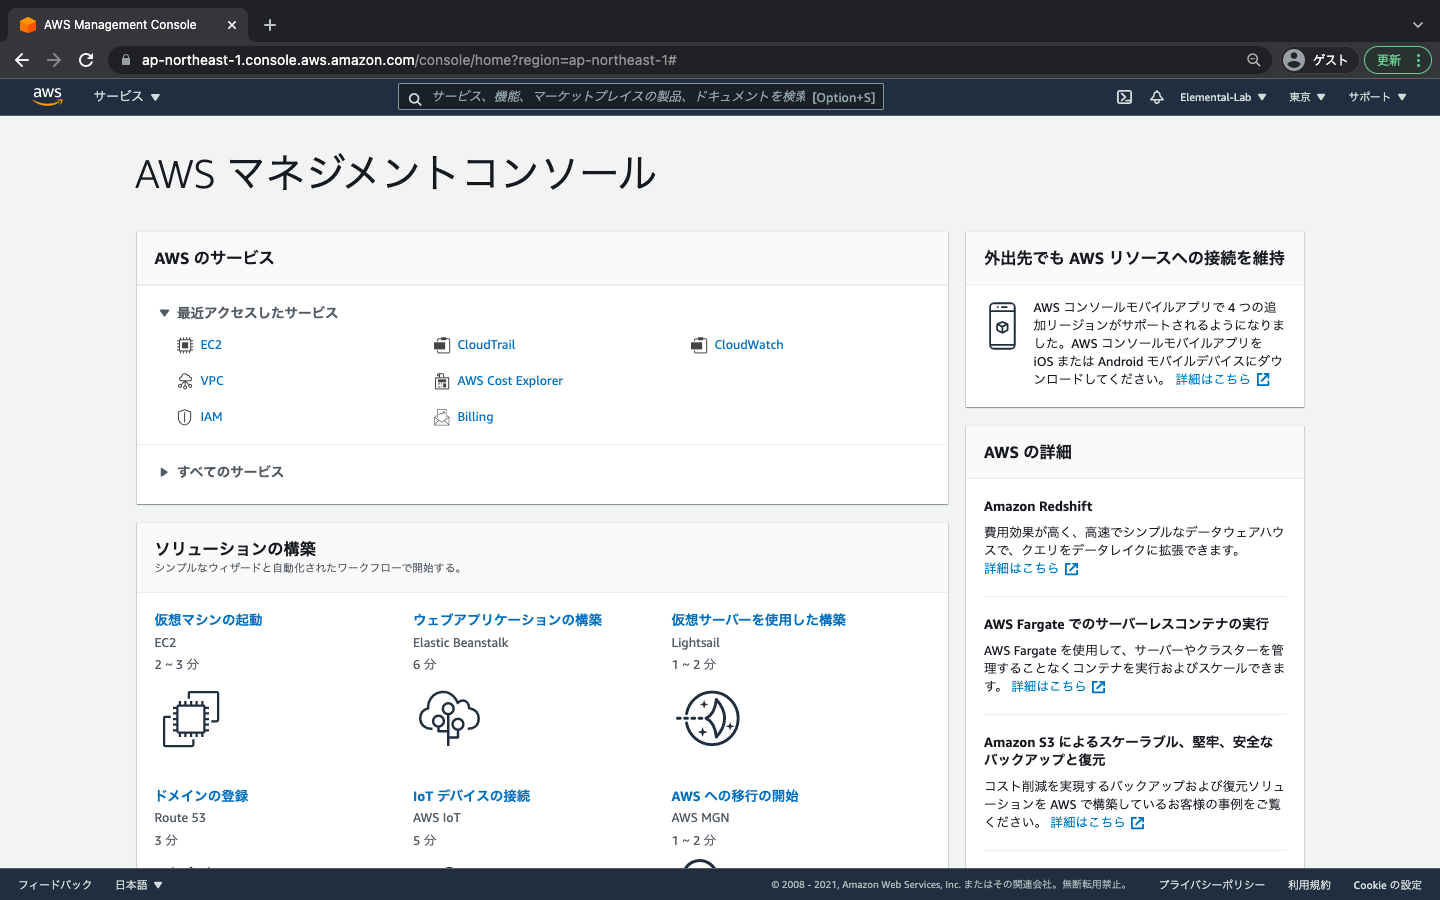 AWS Management Console
ap-northeast-1.console.aws.amazon.com/console/home?region=ap-northeast-1#
ゲスト
更新
aws
サービス
サービス、機能、マーケットプレイスの製品、ドキュメントを検索
[Option+S]
Elemental-Lab
東京
サポート
AWS マネジメントコンソール
AWS のサービス
最近アクセスしたサービス
EC2
CloudTrail
CloudWatch
VPC
AWS Cost Explorer
IAM
Billing
すべてのサービス
ソリューションの構築
シンプルなウィザードと自動化されたワークフローで開始する。
仮想マシンの起動
EC2
2 ~ 3 分
ウェブアプリケーションの構築
Elastic Beanstalk
6 分
仮想サーバーを使用した構築
Lightsail
1 ~ 2 分
ドメインの登録
Route 53
3 分
IoT デバイスの接続
AWS IoT
5 分
AWS への移行の開始
AWS MGN
1 ~ 2 分
外出先でも AWS リソースへの接続を維持
AWS コンソールモバイルアプリで 4 つの追
加リージョンがサポートされるようになりま
した。AWS コンソールモバイルアプリを
iOS または Android モバイルデバイスにダウ
ンロードしてください。 詳細はこちら
AWS の詳細
Amazon Redshift
費用効果が高く、高速でシンプルなデータウェアハウ
スで、クエリをデータレイクに拡張できます。
詳細はこちら
AWS Fargate でのサーバーレスコンテナの実行
AWS Fargate を使用して、サーバーやクラスターを管
理することなくコンテナを実行およびスケールできま
す。 詳細はこちら
Amazon S3 によるスケーラブル、堅牢、安全な
バックアップと復元
コスト削減を実現するバックアップおよび復元ソリュ
ーションを AWS で構築しているお客様の事例をご覧
ください。 詳細はこちら
フィードバック
日本語
© 2008 - 2021, Amazon Web Services, Inc. またはその関連会社。無断転用禁止。
プライバシーポリシー
利用規約
Cookie の設定